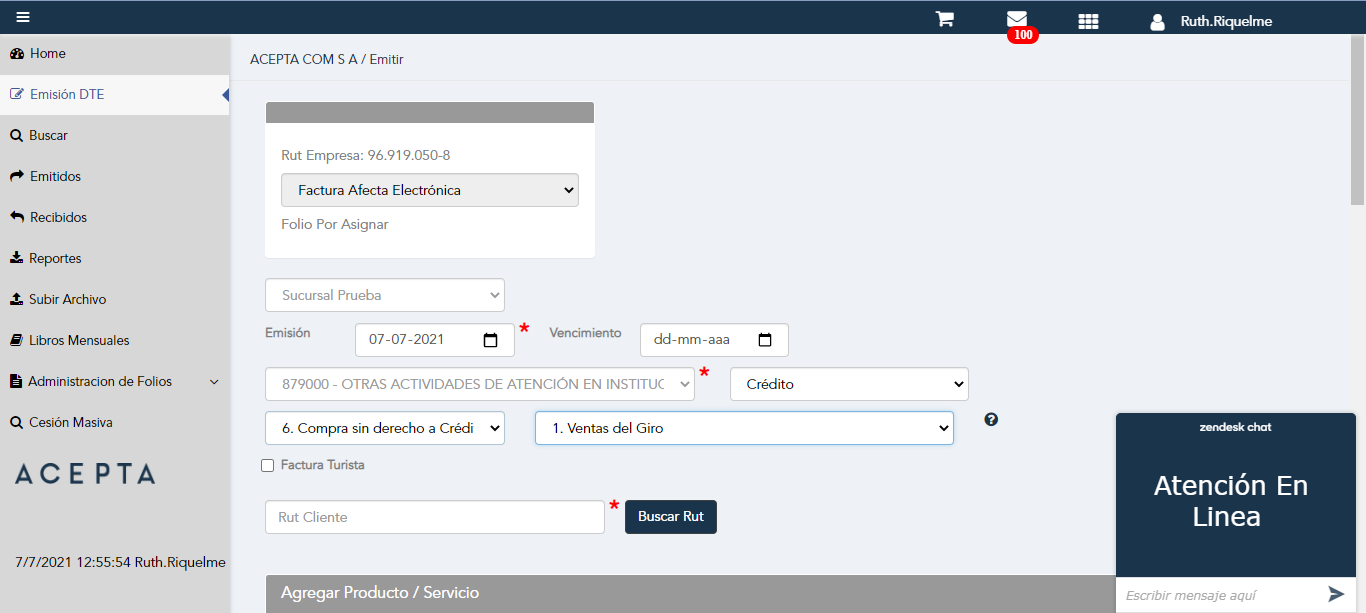 Ruth.Riquelme
100
Home
Emisión DTE
Buscar
Emitidos
Recibidos
Reportes
Subir Archivo
Libros Mensuales
Administracion de Folios
Cesión Masiva
ACEPTA
7/7/2021 12:55:54 Ruth.Riquelme
ACEPTA COM S A / Emitir
Rut Empresa: 96.919.050-8
Factura Afecta Electrónica
Folio Por Asignar
Sucursal Prueba
Emisión 07-07-2021 * Vencimiento dd-mm-aaa
879000 - OTRAS ACTIVIDADES DE ATENCIÓN EN INSTITUC * Crédito
6. Compra sin derecho a Crédi 1. Ventas del Giro ?
Factura Turista
Rut Cliente * Buscar Rut
Agregar Producto / Servicio
zendesk chat
Atención En
Linea
Escribir mensaje aquí